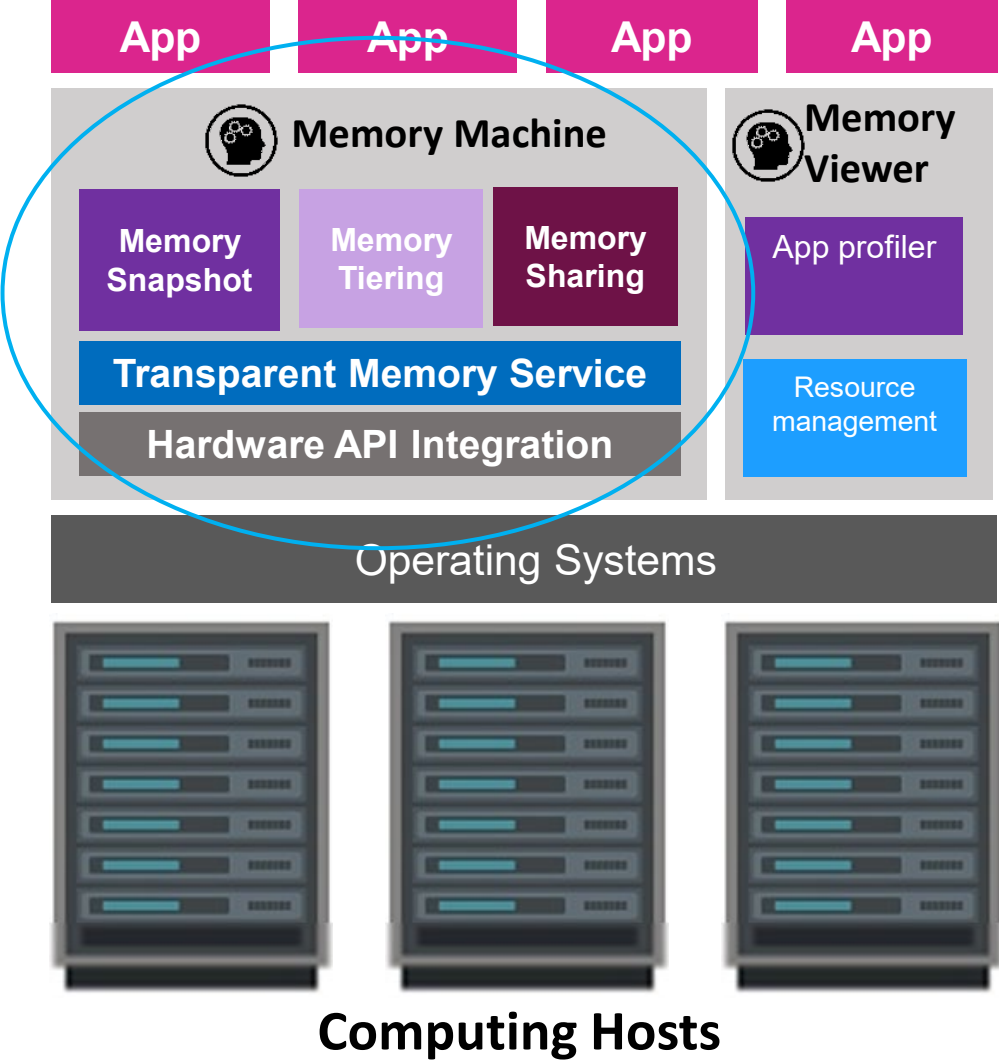 App App App App
Memory Machine
Memory
Viewer
Memory
Snapshot
Memory
Tiering
Memory
Sharing
App profiler
Transparent Memory Service
Resource
management
Hardware API Integration
Operating Systems
Computing Hosts